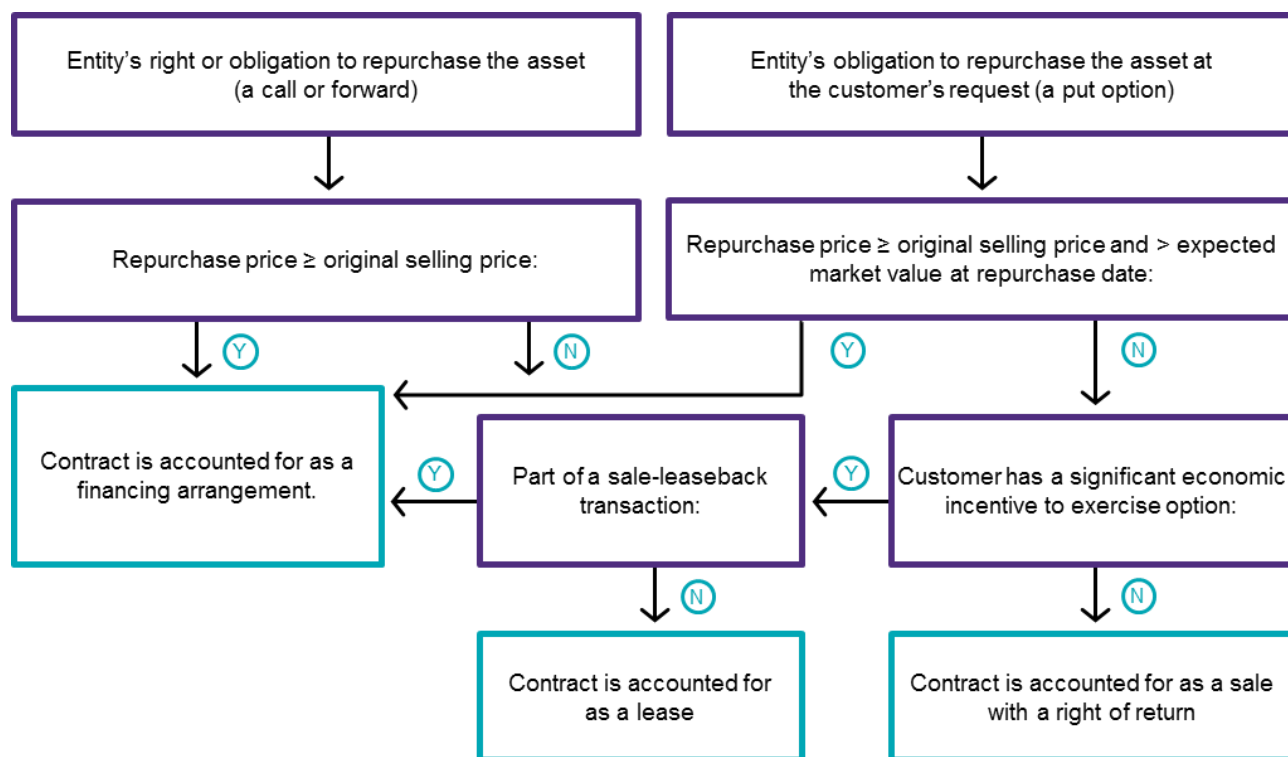 Entity's right or obligation to repurchase the asset
(a call or forward)
Entity's obligation to repurchase the asset at
the customer's request (a put option)
Repurchase price ≥ original selling price:
Repurchase price ≥ original selling price and > expected
market value at repurchase date:
Y
N
Y
N
Contract is accounted for as a
financing arrangement.
Y
Part of a sale-leaseback
transaction:
Y
Customer has a significant economic
incentive to exercise option:
N
N
Contract is accounted for
as a lease
Contract is accounted for as a sale
with a right of return